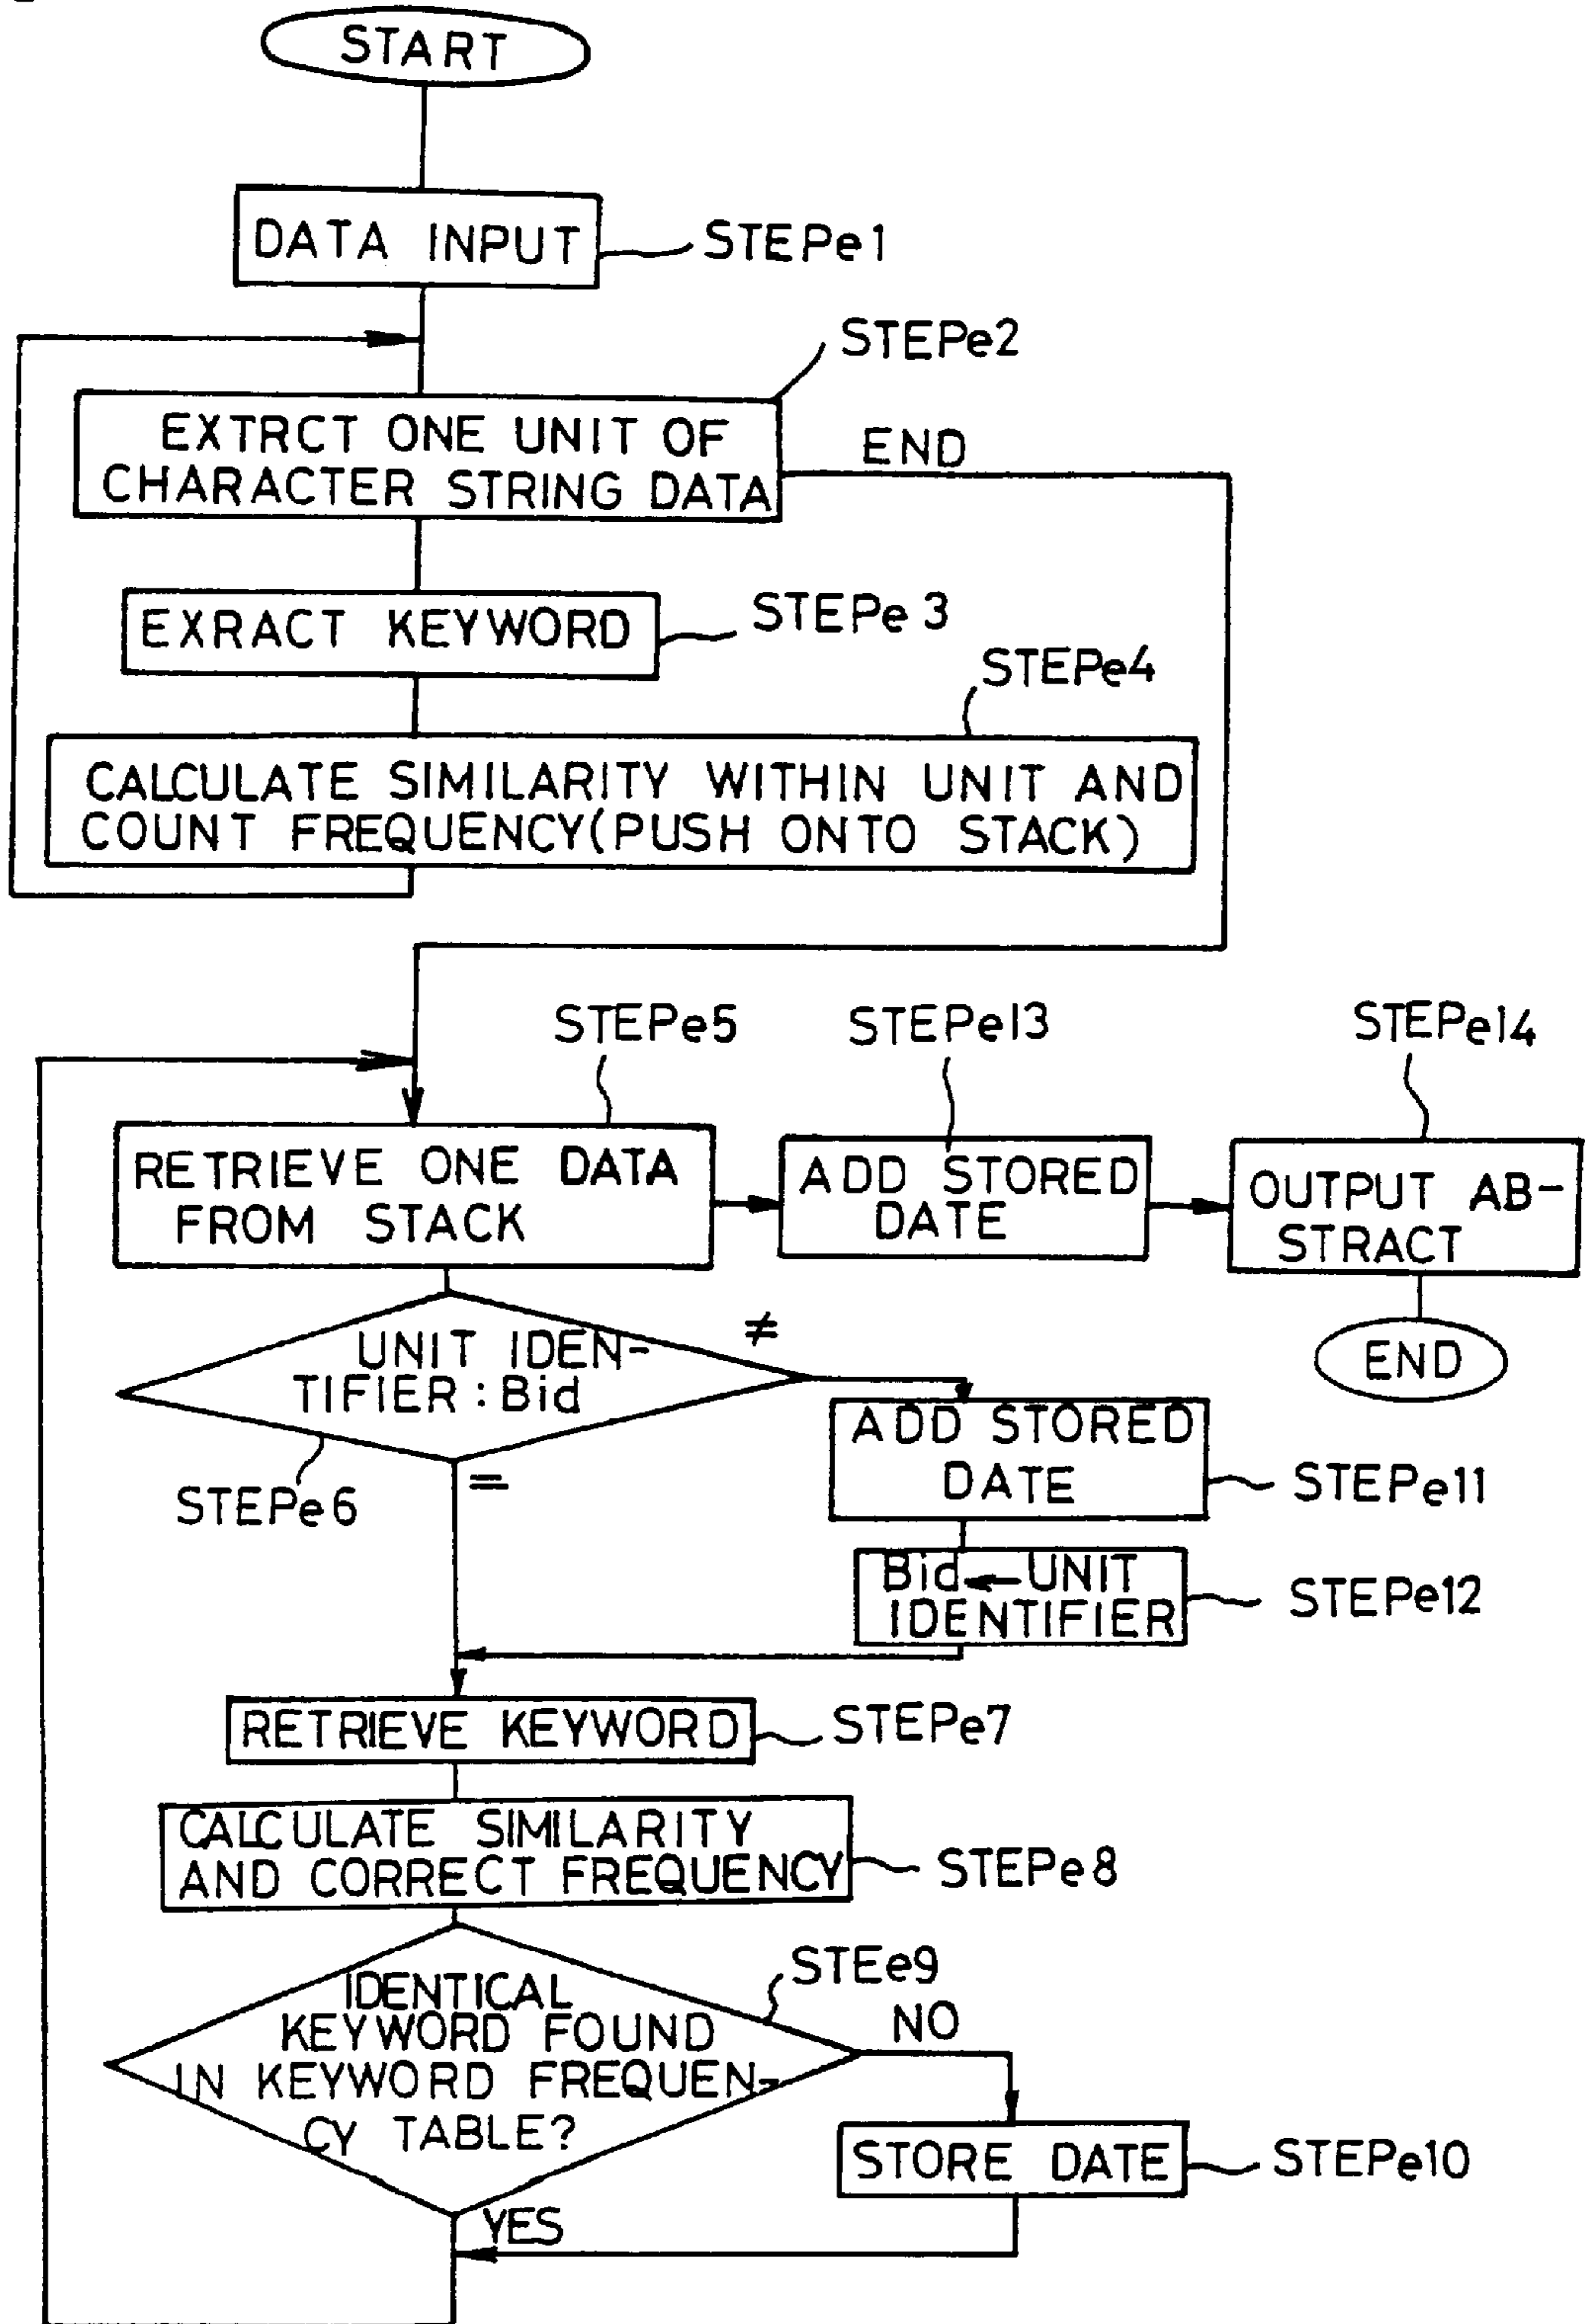 START
DATA INPUT
STEPe1
STEPe2
EXTRCT ONE UNIT OF
CHARACTER STRING DATA
END
EXRACT KEYWORD
STEPe3
STEPe4
CALCULATE SIMILARITY WITHIN UNIT AND
COUNT FREQUENCY(PUSH ONTO STACK)
STEPe5
STEPe13
STEPe14
RETRIEVE ONE DATA
FROM STACK
ADD STORED
DATE
OUTPUT AB-
STRACT
END
UNIT IDEN-
TIFIER:Bid
≠
=
STEPe6
ADD STORED
DATE
STEPe11
Bid←UNIT
IDENTIFIER
STEPe12
RETRIEVE KEYWORD
STEPe7
CALCULATE SIMILARITY
AND CORRECT FREQUENCY
STEPe8
IDENTICAL
KEYWORD FOUND
IN KEYWORD FREQUEN-
CY TABLE?
STEe9
NO
STORE DATE
STEPe10
YES